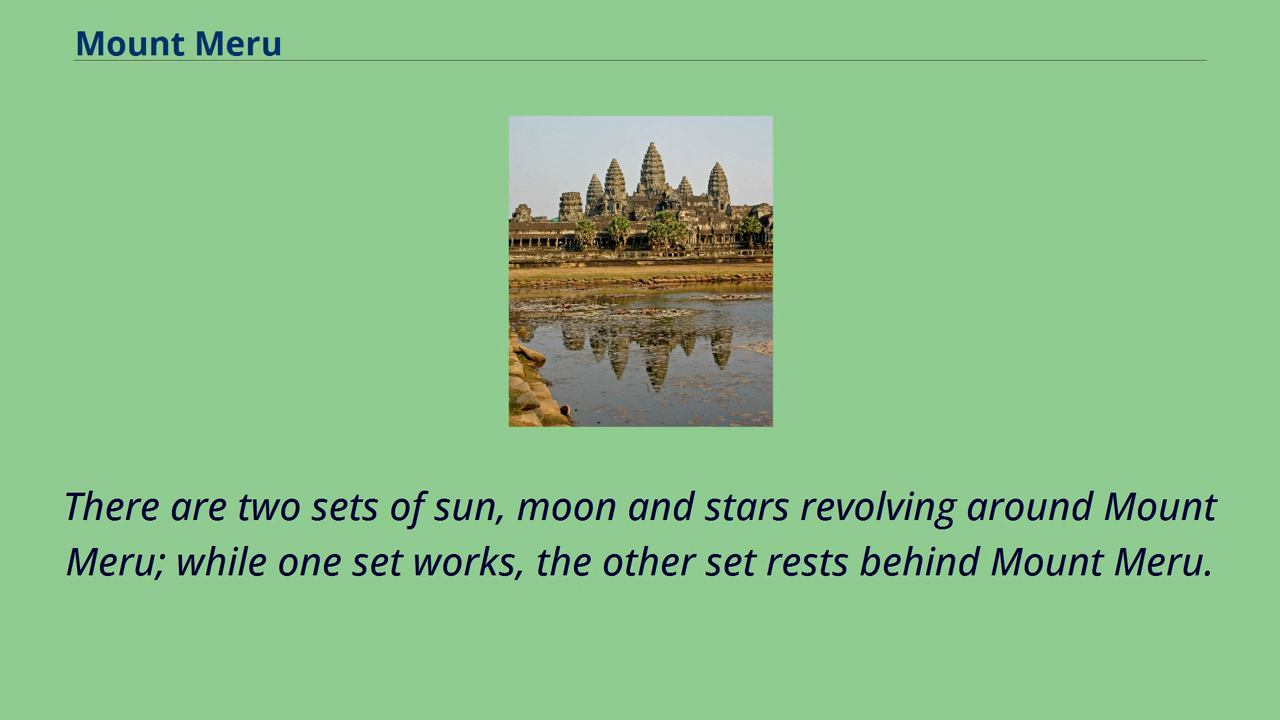 Mount Meru
There are two sets of sun, moon and stars revolving around Mount
Meru; while one set works, the other set rests behind Mount Meru.